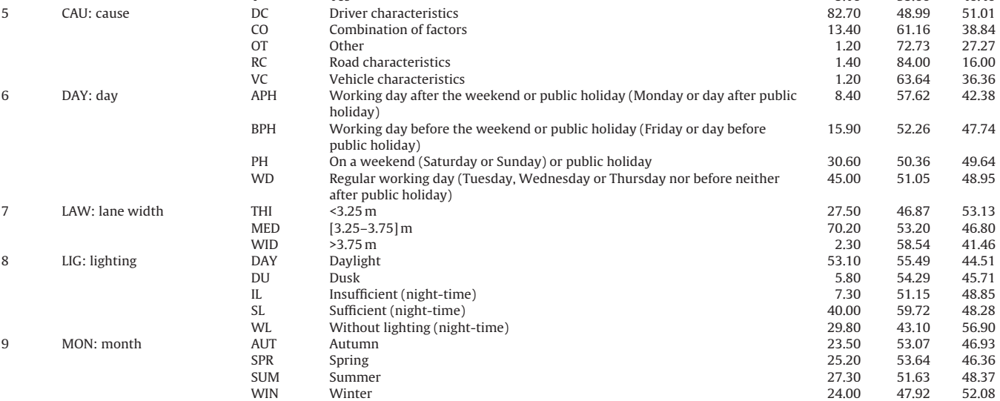 5 CAU: cause DC Driver characteristics 82.70 48.99 51.01
CO Combination of factors 13.40 61.16 38.84
OT Other 1.20 72.73 27.27
RC Road characteristics 1.40 84.00 16.00
VC Vehicle characteristics 1.20 63.64 36.36
6 DAY: day APH Working day after the weekend or public holiday (Monday or day after public 8.40 57.62 42.38
holiday)
BPH Working day before the weekend or public holiday (Friday or day before 15.90 52.26 47.74
public holiday)
PH On a weekend (Saturday or Sunday) or public holiday 30.60 50.36 49.64
WD Regular working day (Tuesday, Wednesday or Thursday nor before neither 45.00 51.05 48.95
after public holiday)
7 LAW: lane width THI <3.25 m 27.50 46.87 53.13
MED [3.25–3.75] m 70.20 53.20 46.80
WID >3.75 m 2.30 58.54 41.46
8 LIG: lighting DAY Daylight 53.10 55.49 44.51
DU Dusk 5.80 54.29 45.71
IL Insufficient (night-time) 7.30 51.15 48.85
SL Sufficient (night-time) 40.00 59.72 48.28
WL Without lighting (night-time) 29.80 43.10 56.90
9 MON: month AUT Autumn 23.50 53.07 46.93
SPR Spring 25.20 53.64 46.36
SUM Summer 27.30 51.63 48.37
WIN Winter 24.00 47.92 52.08